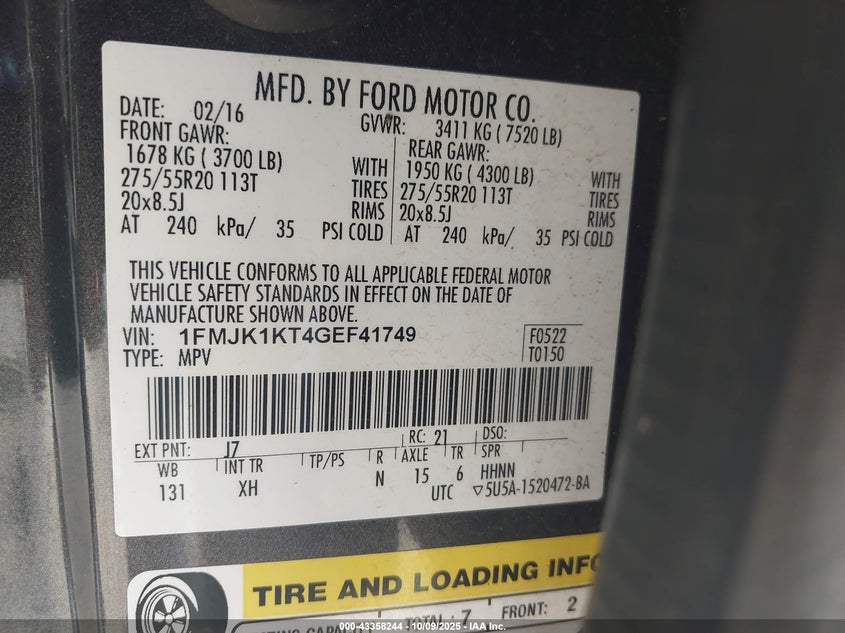 MFD. BY FORD MOTOR CO.
DATE: 02/16 GVWR: 3411 KG ( 7520 LB)
FRONT GAWR: REAR GAWR:
1678 KG ( 3700 LB) WITH 1950 KG ( 4300 LB) WITH
275/55R20 113T TIRES 275/55R20 113T TIRES
20x8.5J RIMS 20x8.5J RIMS
AT 240 kPa/ 35 PSI COLD AT 240 kPa/ 35 PSI COLD
THIS VEHICLE CONFORMS TO ALL APPLICABLE FEDERAL MOTOR
VEHICLE SAFETY STANDARDS IN EFFECT ON THE DATE OF
MANUFACTURE SHOWN ABOVE.
VIN: 1FMJK1KT4GEF41749 F0522
TYPE: MPV T0150
EXT PNT: J7 RC: 21 DSO:
WB INT TR TP/PS R AXLE TR SPR
131 XH N 15 6 HHNN
UTC ▽5U5A-1520472-BA
TIRE AND LOADING INFO
TOTAL: 7 FRONT: 2
000-43358244 - 10/09/2025 - IAA Inc.